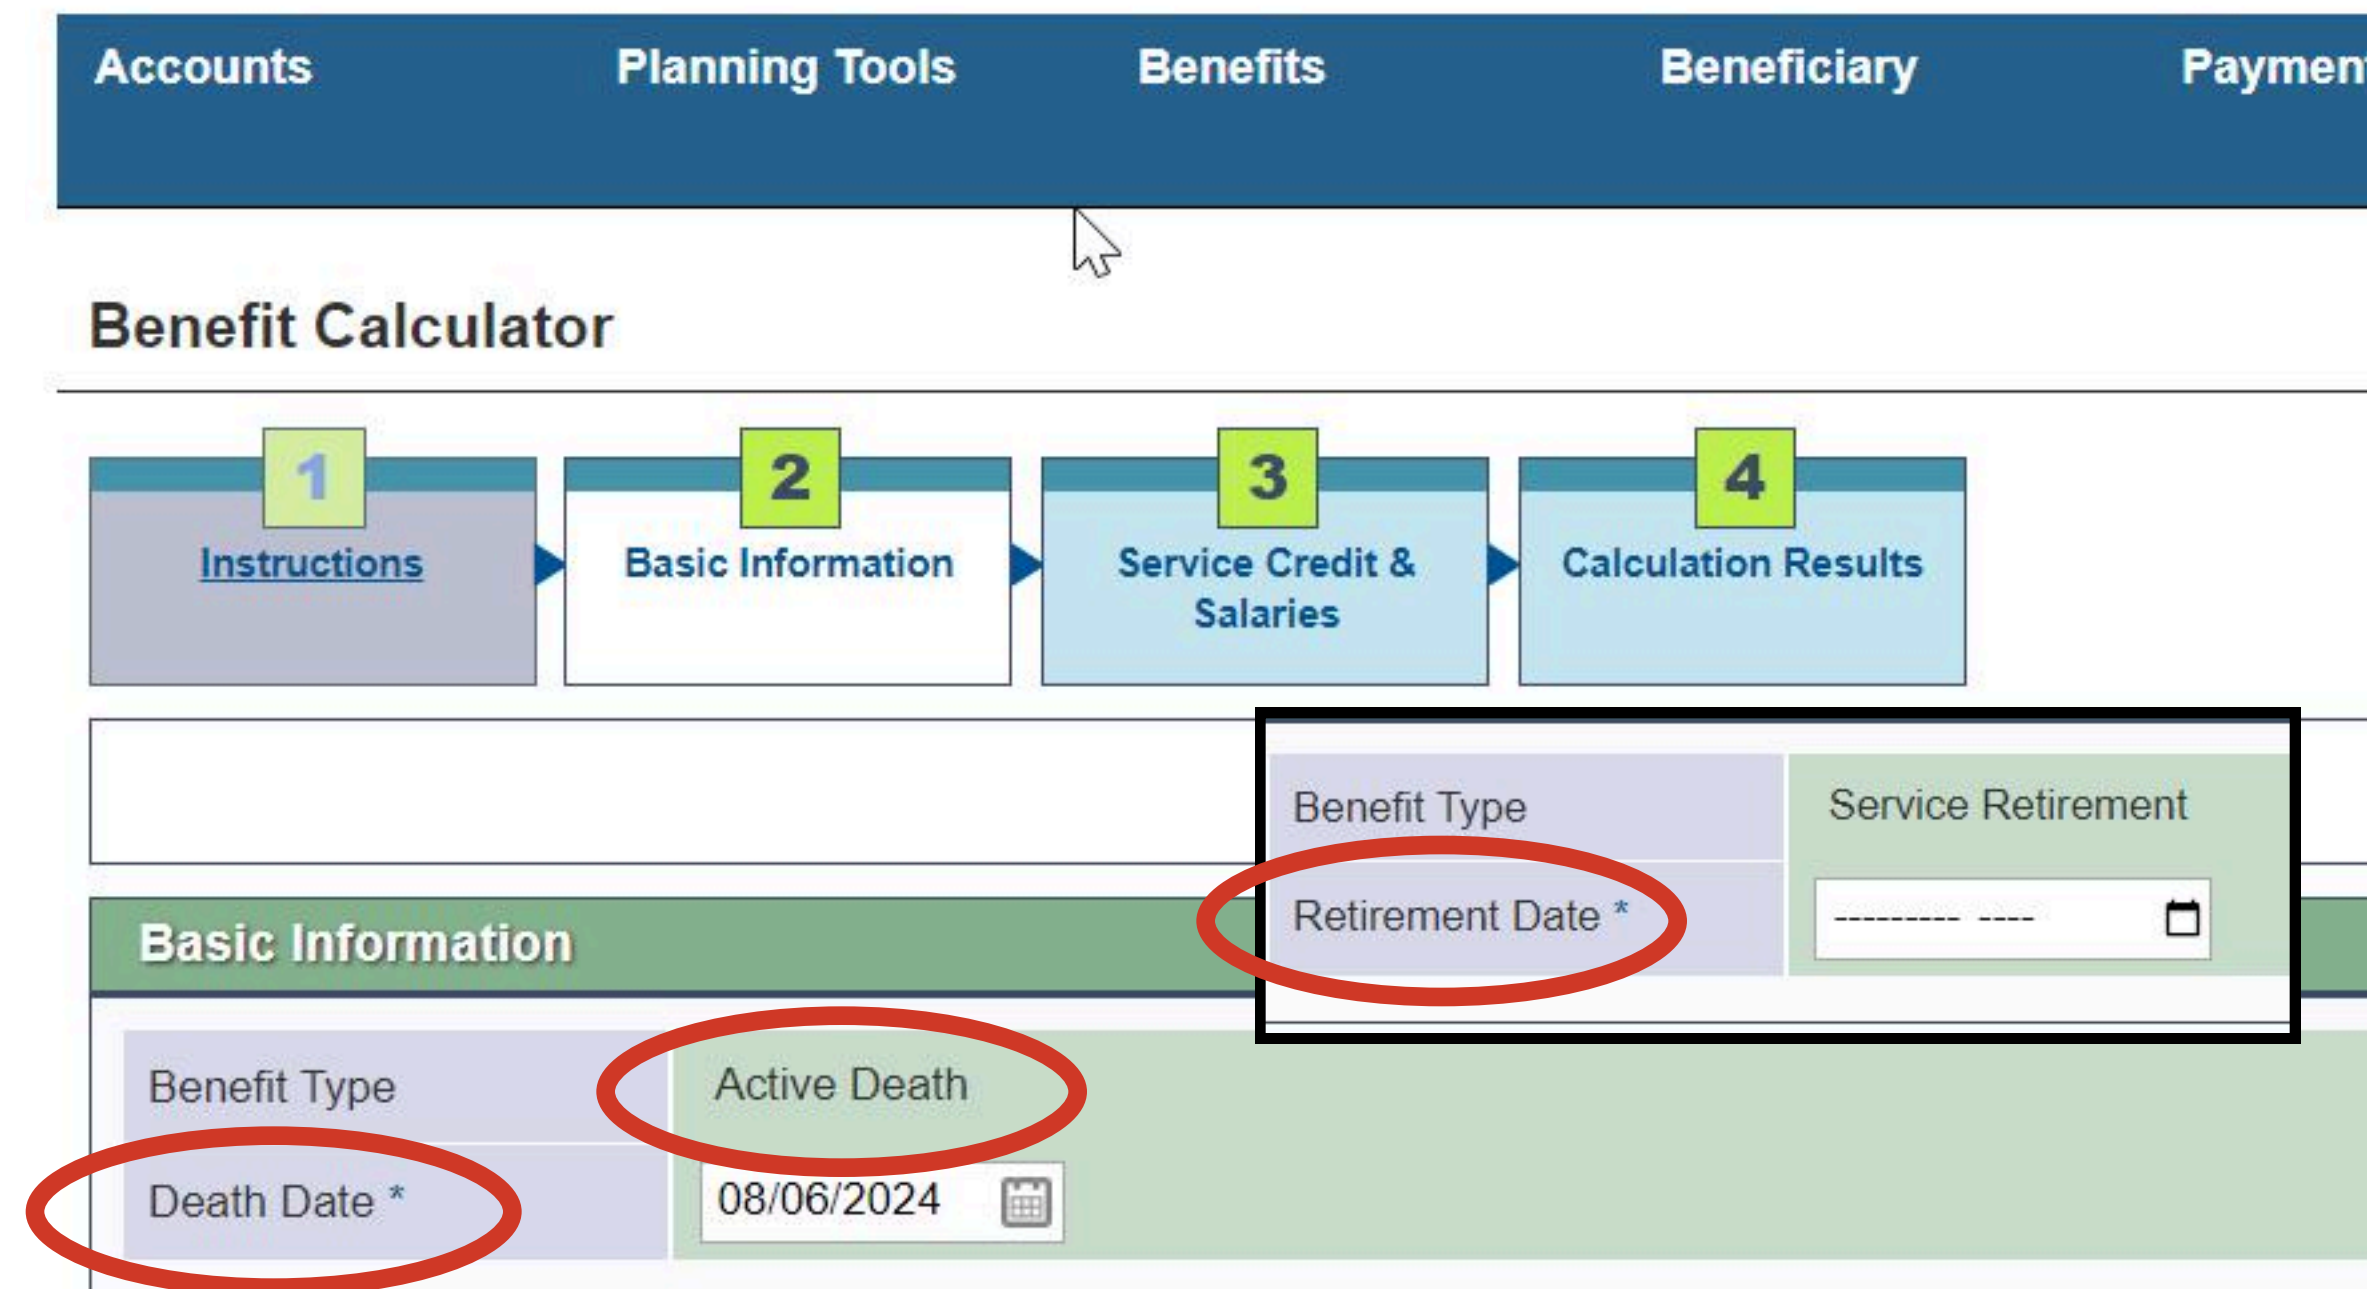 Accounts Planning Tools Benefits Beneficiary Payment
Benefit Calculator
1 2 3 4
Instructions Basic Information Service Credit & Calculation Results
Salaries
Benefit Type Service Retirement
Retirement Date * --------- ----
Basic Information
Benefit Type Active Death
Death Date * 08/06/2024